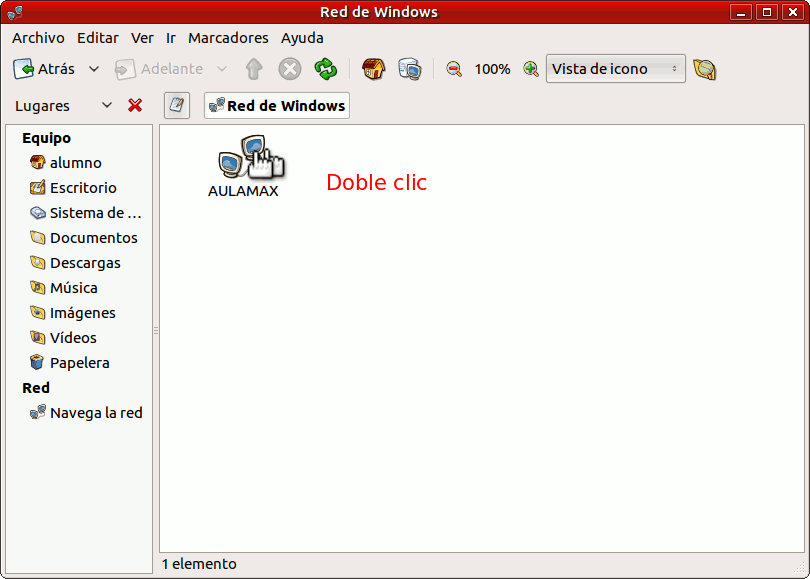 Red de Windows
Archivo Editar Ver Ir Marcadores Ayuda
Atrás Adelante 100% Vista de icono
Lugares Red de Windows
Equipo
alumno
Escritorio
Sistema de ...
Documentos
Descargas
Música
Imágenes
Vídeos
Papelera
Red
Navega la red
AULAMAX
Doble clic
1 elemento